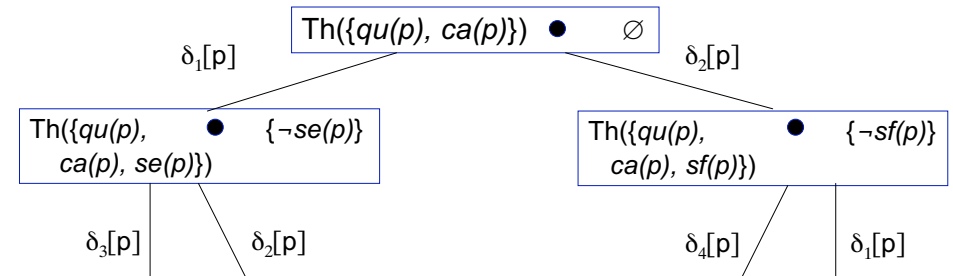 Th({qu(p), ca(p)}) ● ∅
δ₁[p]
δ₂[p]
Th({qu(p), ● {¬se(p)}
ca(p), se(p)})
Th({qu(p), ● {¬sf(p)}
ca(p), sf(p)})
δ₃[p]
δ₂[p]
δ₄[p]
δ₁[p]